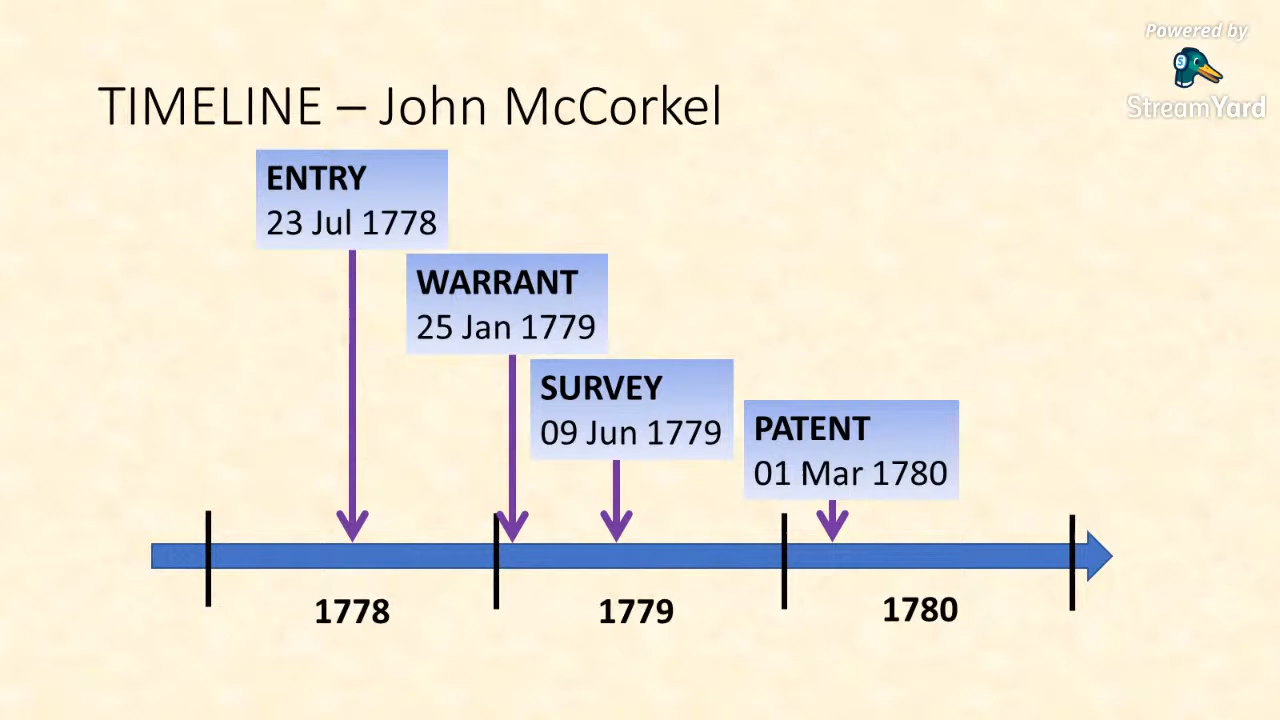 Powered by
StreamYard
TIMELINE – John McCorkel
ENTRY
23 Jul 1778
WARRANT
25 Jan 1779
SURVEY
09 Jun 1779
PATENT
01 Mar 1780
1778
1779
1780